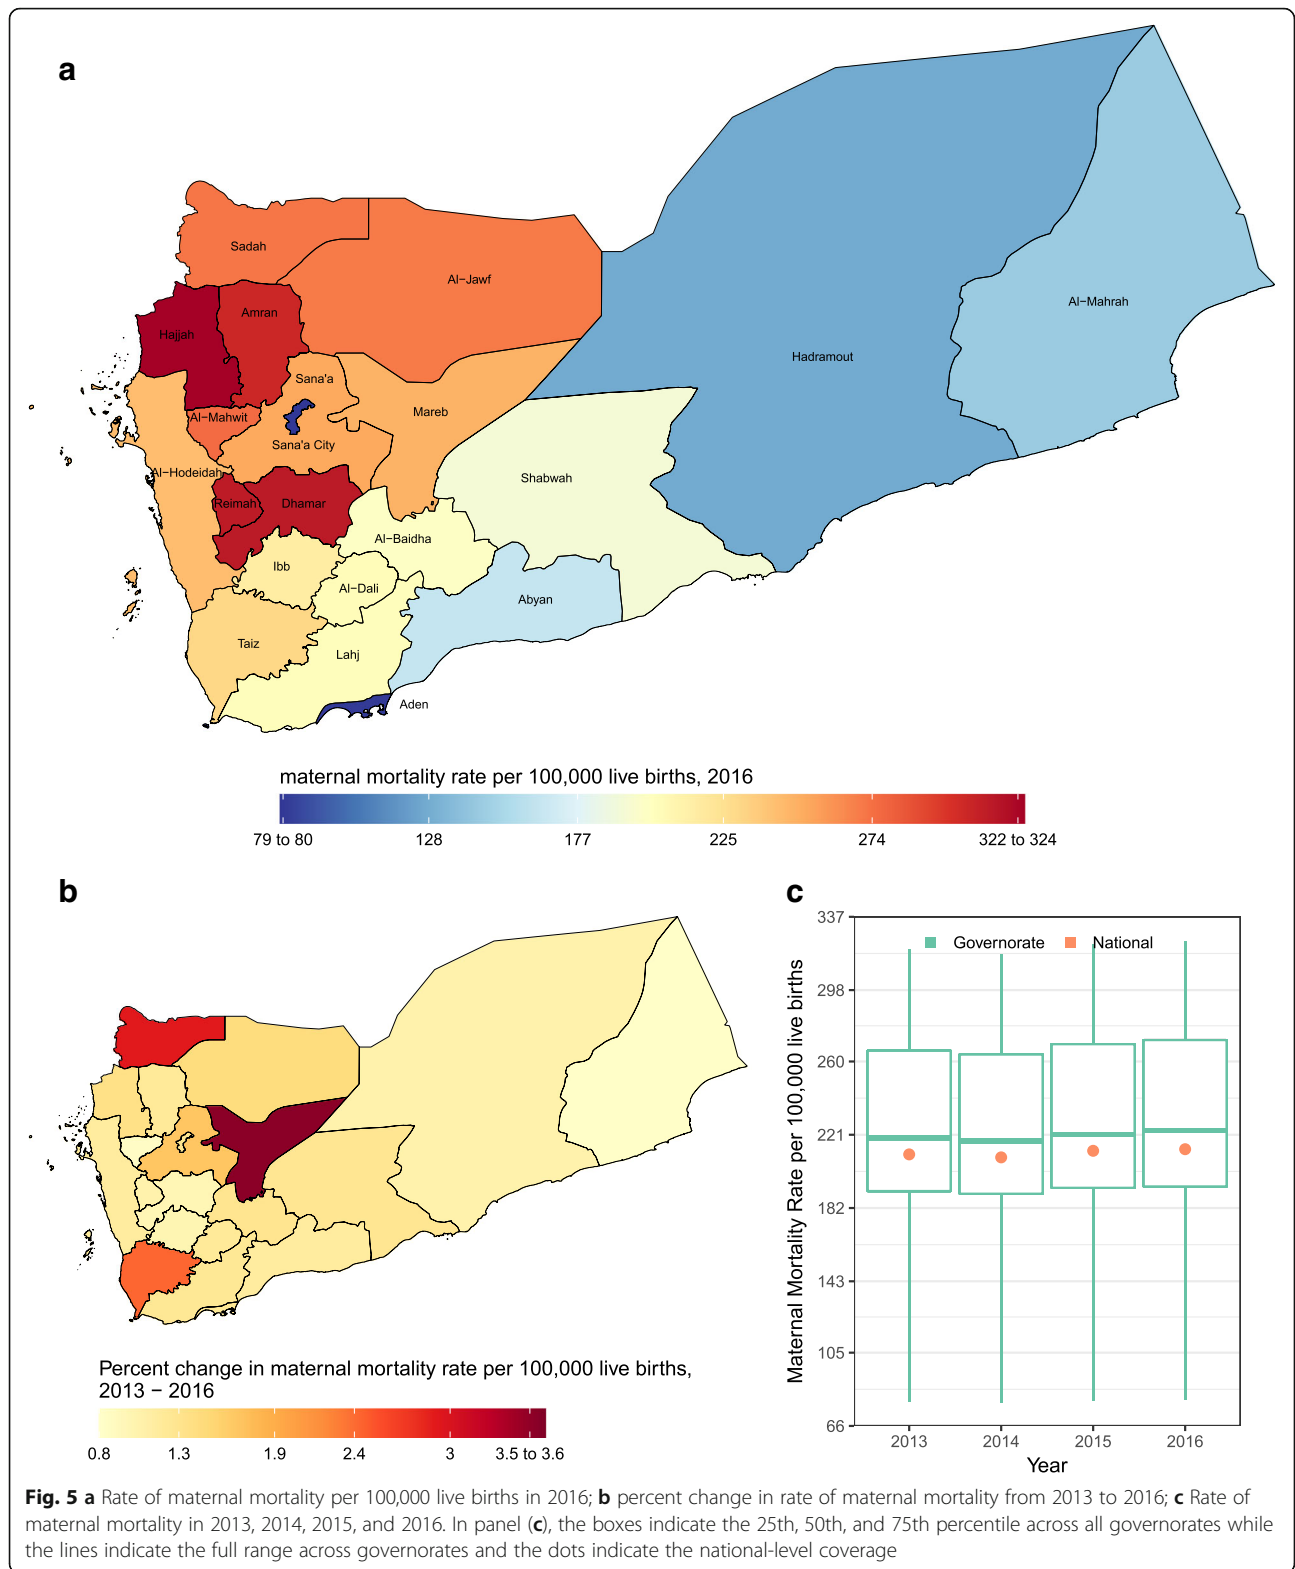 a
Sadah
Al−Jawf
Amran
Hajjah
Al−Mahrah
Hadramout
Sana'a
Mareb
Al−Mahwit
Sana'a City
Al−Hodeidah
Shabwah
Reimah
Dhamar
Al−Baidha
Ibb
Al−Dali
Abyan
Taiz
Lahj
Aden
maternal mortality rate per 100,000 live births, 2016
79 to 80 128 177 225 274 322 to 324
b
Percent change in maternal mortality rate per 100,000 live births,
2013 − 2016
0.8 1.3 1.9 2.4 3 3.5 to 3.6
c
Governorate National
Maternal Mortality Rate per 100,000 live births
337
298
260
221
182
143
105
66
2013 2014 2015 2016
Year
Fig. 5 a Rate of maternal mortality per 100,000 live births in 2016; b percent change in rate of maternal mortality from 2013 to 2016; c Rate of
maternal mortality in 2013, 2014, 2015, and 2016. In panel (c), the boxes indicate the 25th, 50th, and 75th percentile across all governorates while
the lines indicate the full range across governorates and the dots indicate the national-level coverage